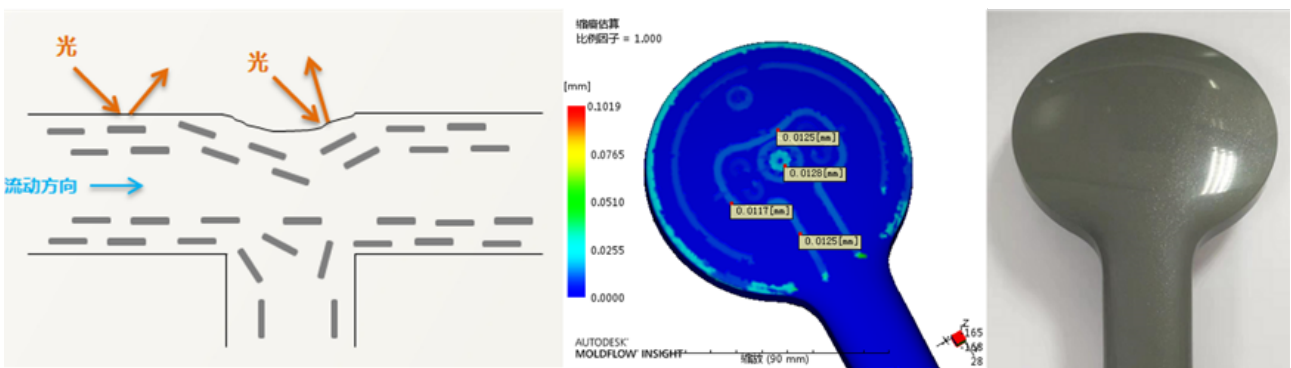 光
光
流动方向
缩痕估算
比例因子 = 1.000
[mm]
0.1019
0.0765
0.0510
0.0255
0.0000
0.0125[mm]
0.0128[mm]
0.0117[mm]
0.0125[mm]
AUTODESK®
MOLDFLOW® INSIGHT
缩放 (90 mm)
Z
165
28